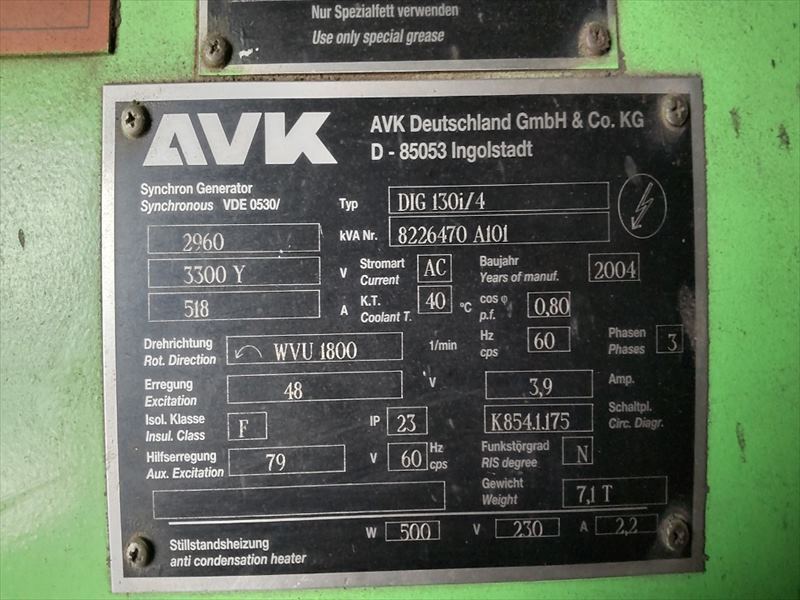 Nur Spezialfett verwenden
Use only special grease
AVK
AVK Deutschland GmbH & Co. KG
D - 85053 Ingolstadt
Synchron Generator
Synchronous VDE 0530/
Typ DIG 130i/4
2960 kVA Nr. 8226470 A101
3300 Y V Stromart Current AC Baujahr Years of manuf. 2004
518 A K.T. Coolant T. 40 °C cos φ p.f. 0,80
Drehrichtung Rot. Direction WVU 1800 1/min Hz cps 60 Phasen Phases 3
Erregung Excitation 48 V 3,9 Amp.
Isol. Klasse Insul. Class F IP 23 K854.1.175 Schaltpl. Circ. Diagr.
Hilfserregung Aux. Excitation 79 V 60 Hz cps Funkstörgrad RIS degree N
Gewicht Weight 7,1 T
W 500 V 230 A 2,2
Stillstandsheizung
anti condensation heater